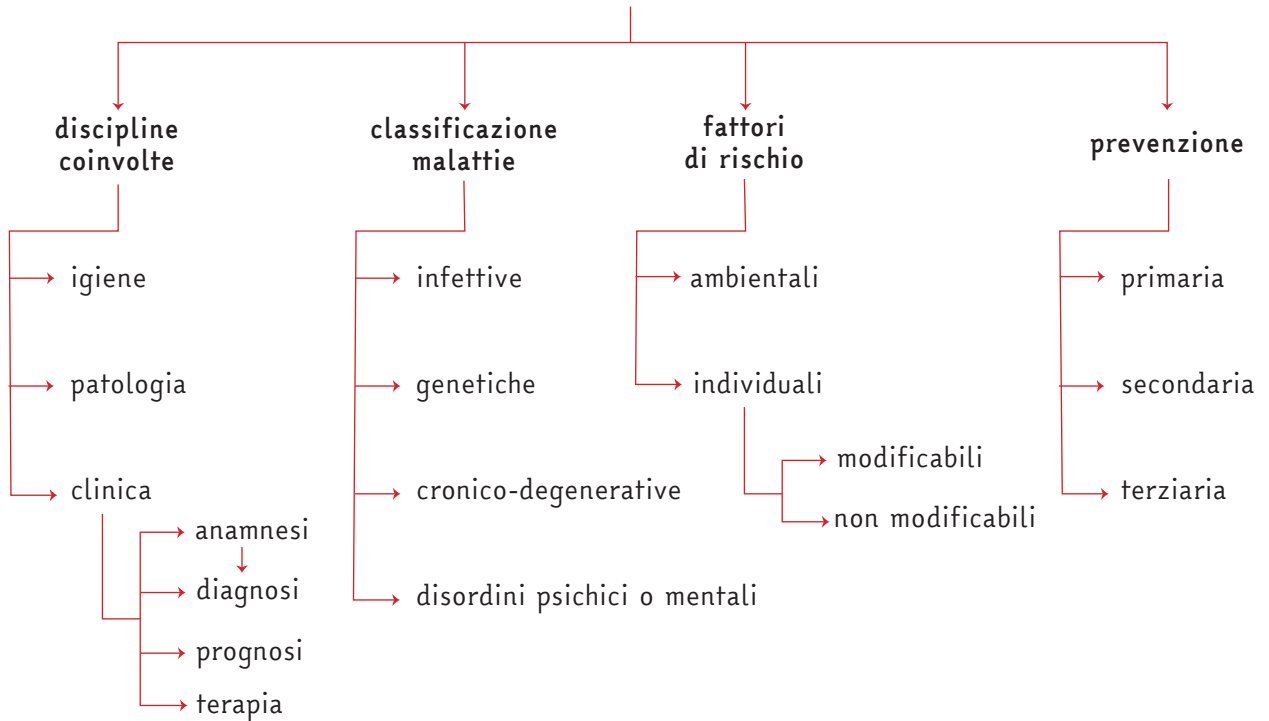 discipline
coinvolte
igiene
patologia
clinica
anamnesi
diagnosi
prognosi
terapia
classificazione
malattie
infettive
genetiche
cronico-degenerative
disordini psichici o mentali
fattori
di rischio
ambientali
individuali
modificabili
non modificabili
prevenzione
primaria
secondaria
terziaria